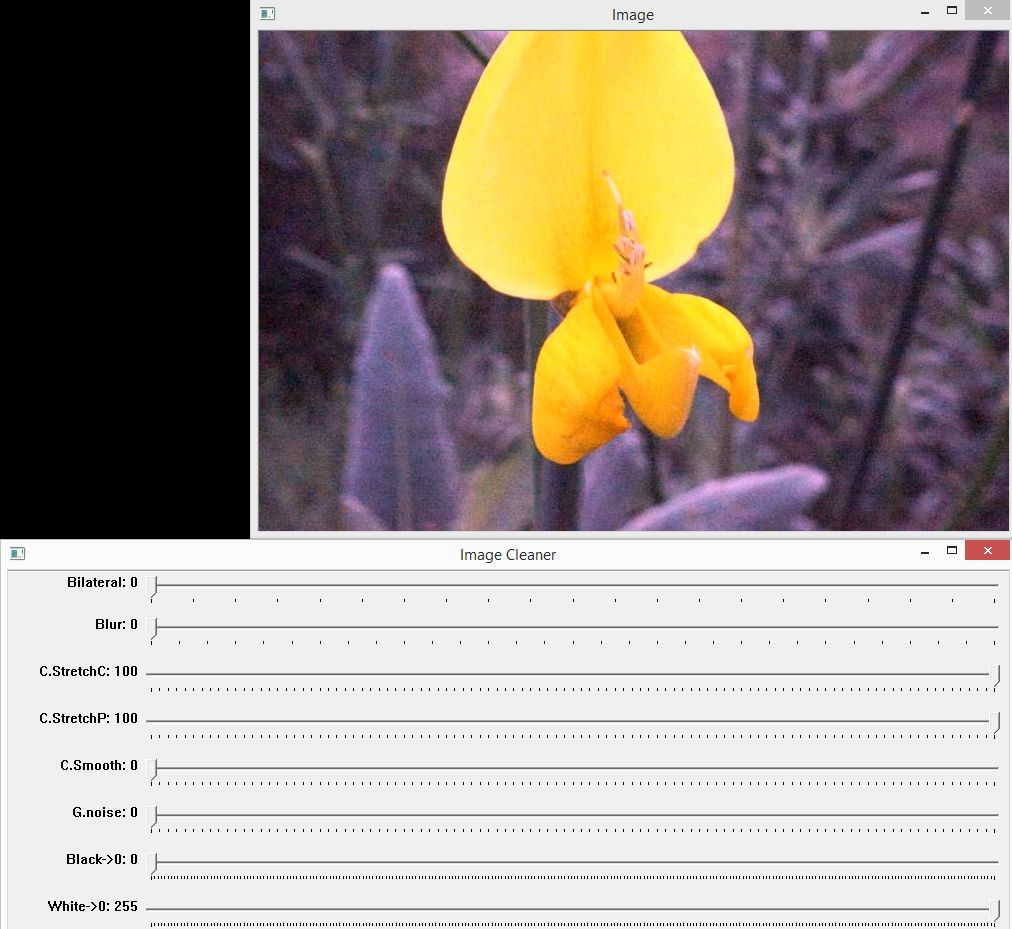 Image
Image Cleaner
Bilateral: 0
Blur: 0
C.StretchC: 100
C.StretchP: 100
C.Smooth: 0
G.noise: 0
Black->0: 0
White->0: 255